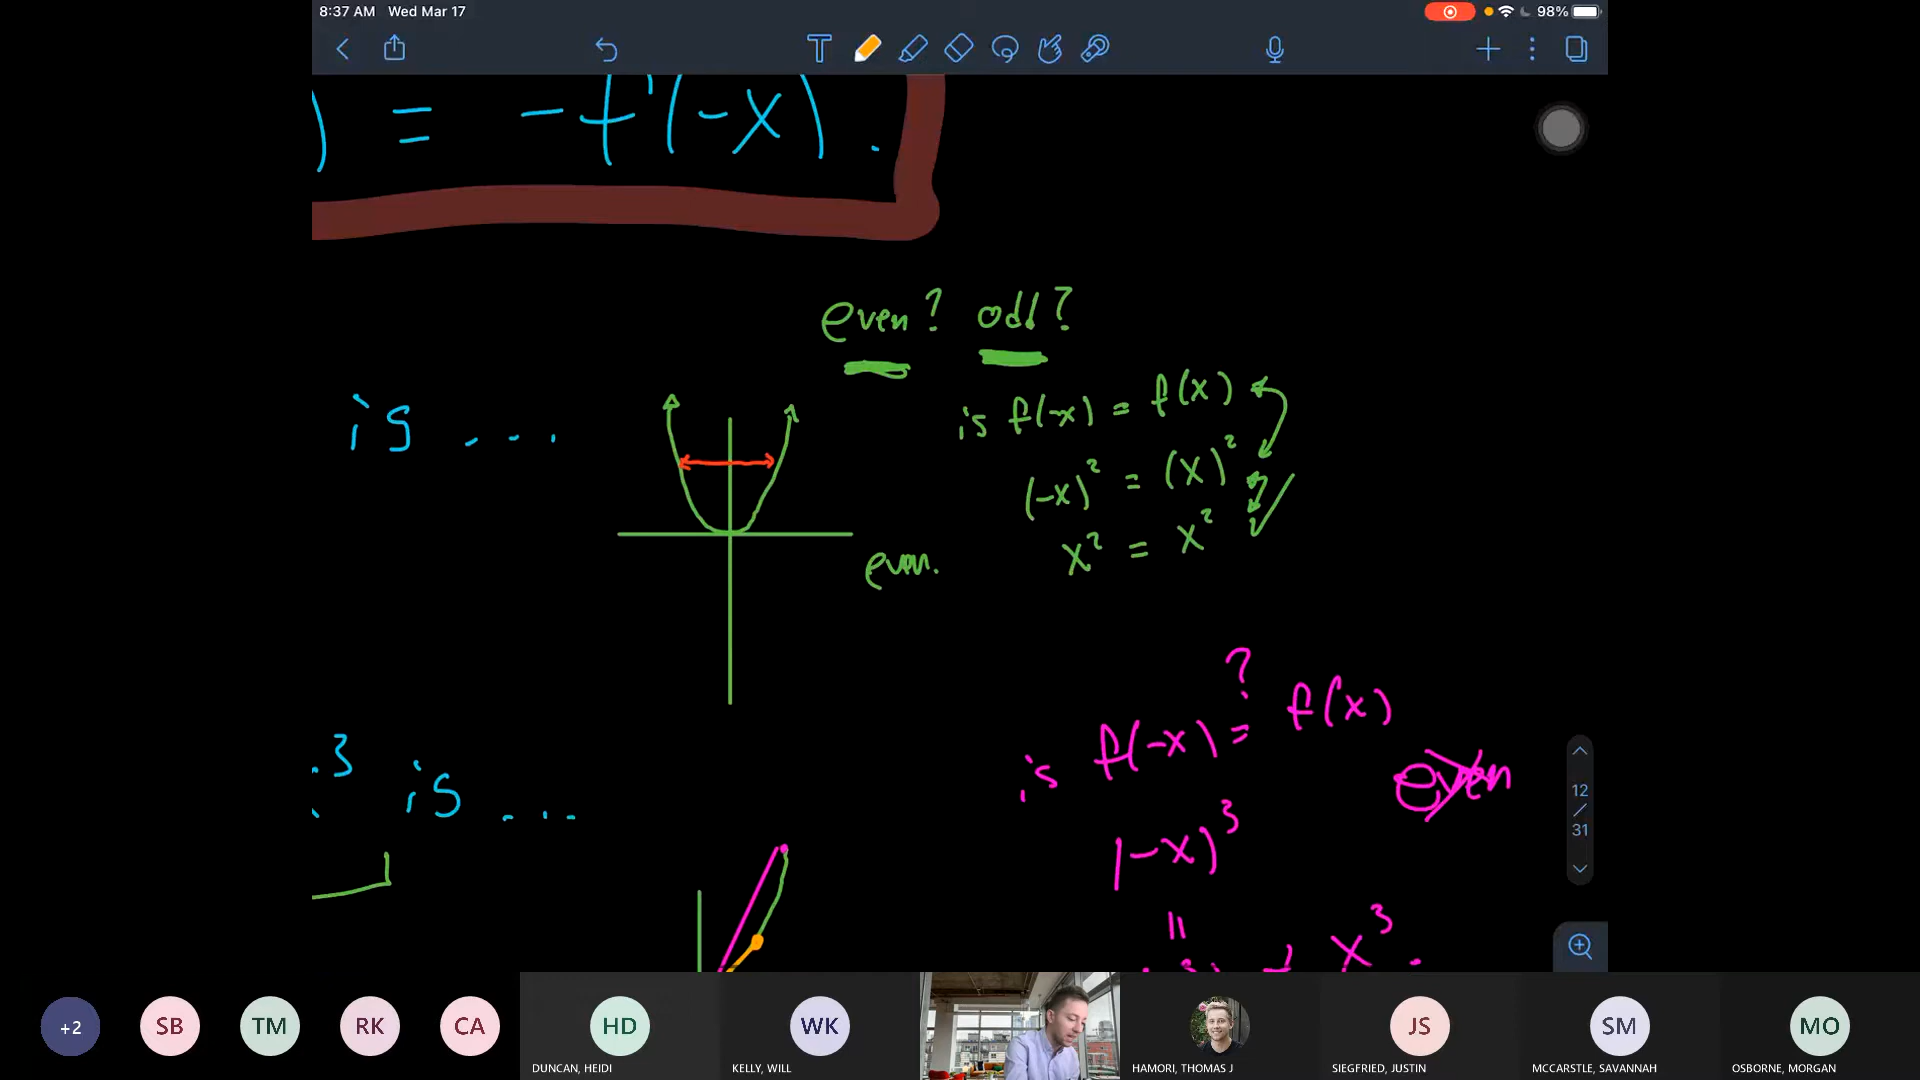 8:37 AM Wed Mar 17
98%
) = -f(-x).
even? odd?
is f(-x) = f(x)
is ...
(-x)² = (x)²
x² = x²
even.
?
is f(-x) = f(x)
even
3 is ...
(-x)³
12
/
31
x³.
+2
SB
TM
RK
CA
HD
WK
JS
SM
MO
DUNCAN, HEIDI
KELLY, WILL
HAMORI, THOMAS J
SIEGFRIED, JUSTIN
MCCARSTLE, SAVANNAH
OSBORNE, MORGAN